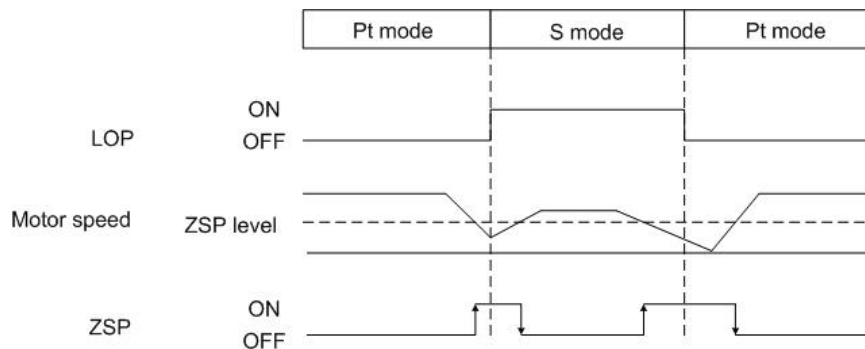 Pt mode S mode Pt mode
ON
LOP OFF
Motor speed ZSP level
ON
ZSP OFF